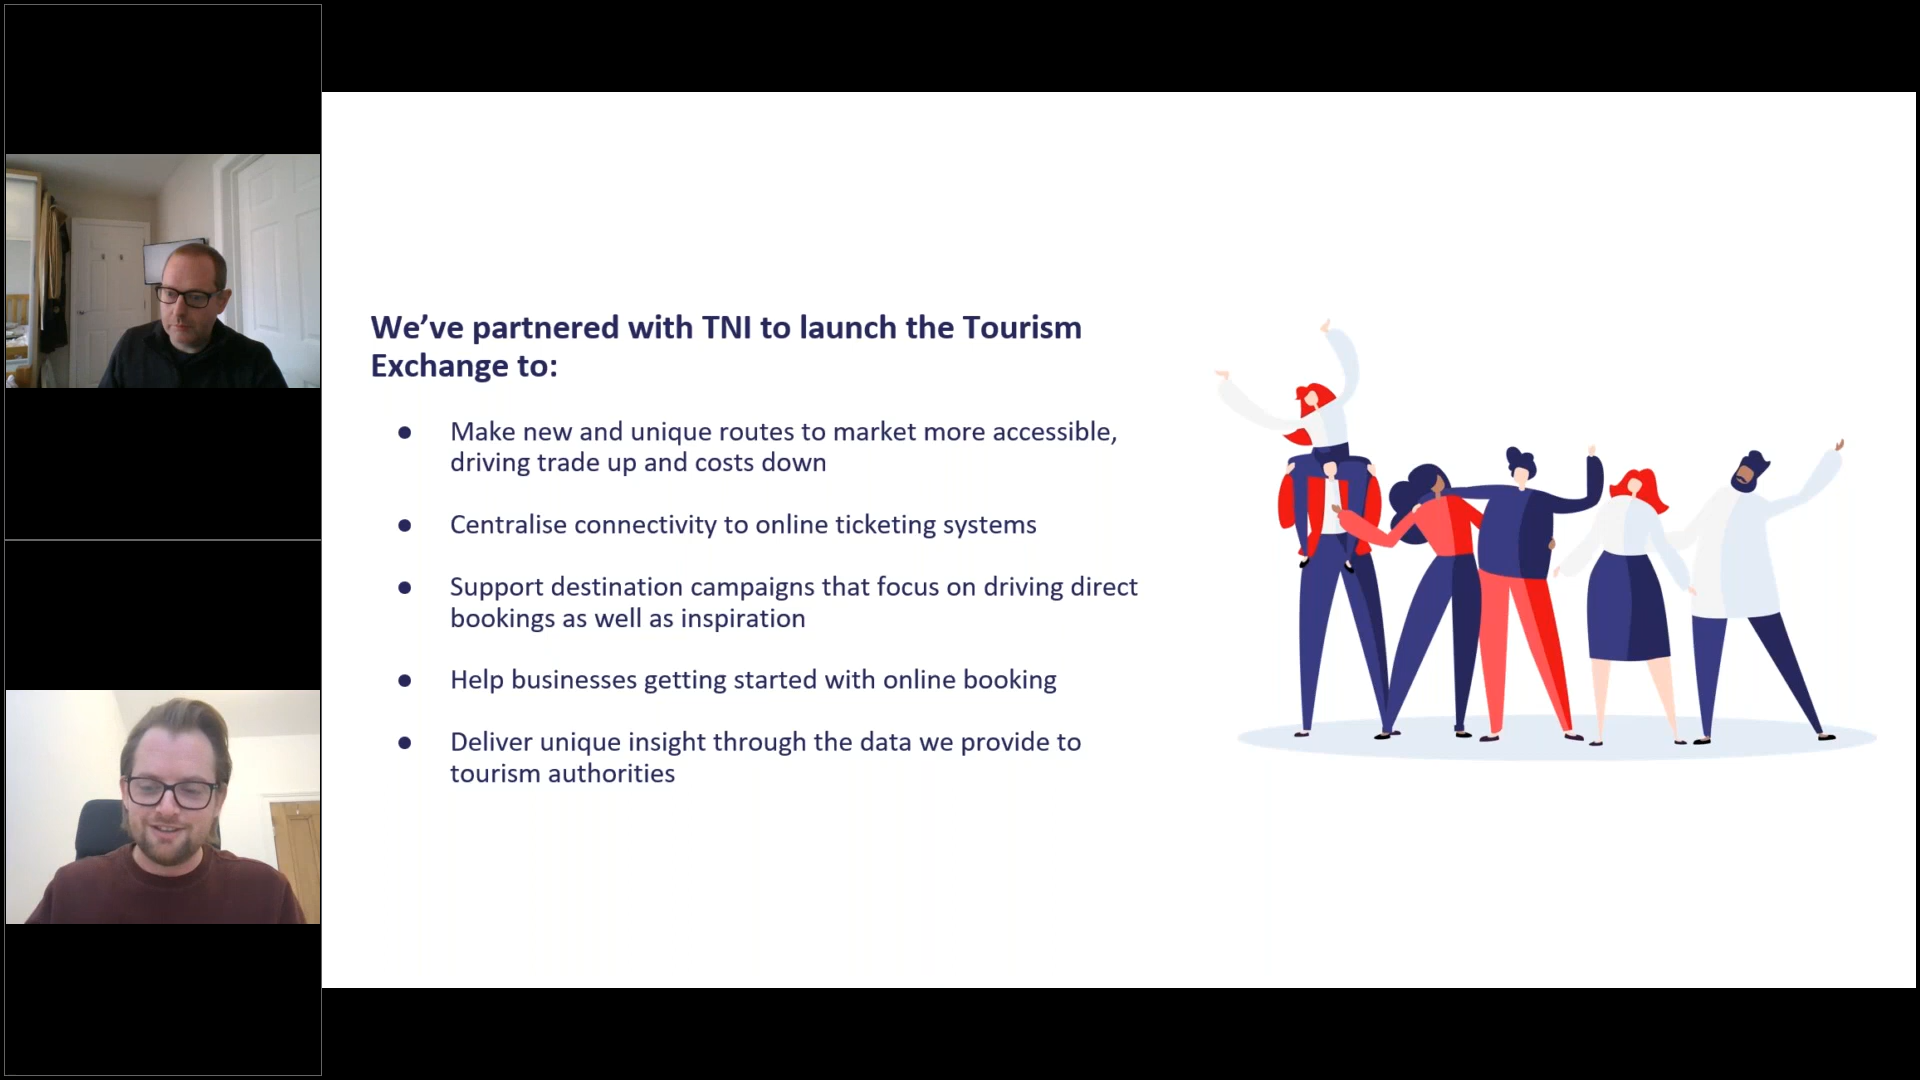 We’ve partnered with TNI to launch the Tourism
Exchange to:
● Make new and unique routes to market more accessible,
driving trade up and costs down
● Centralise connectivity to online ticketing systems
● Support destination campaigns that focus on driving direct
bookings as well as inspiration
● Help businesses getting started with online booking
● Deliver unique insight through the data we provide to
tourism authorities